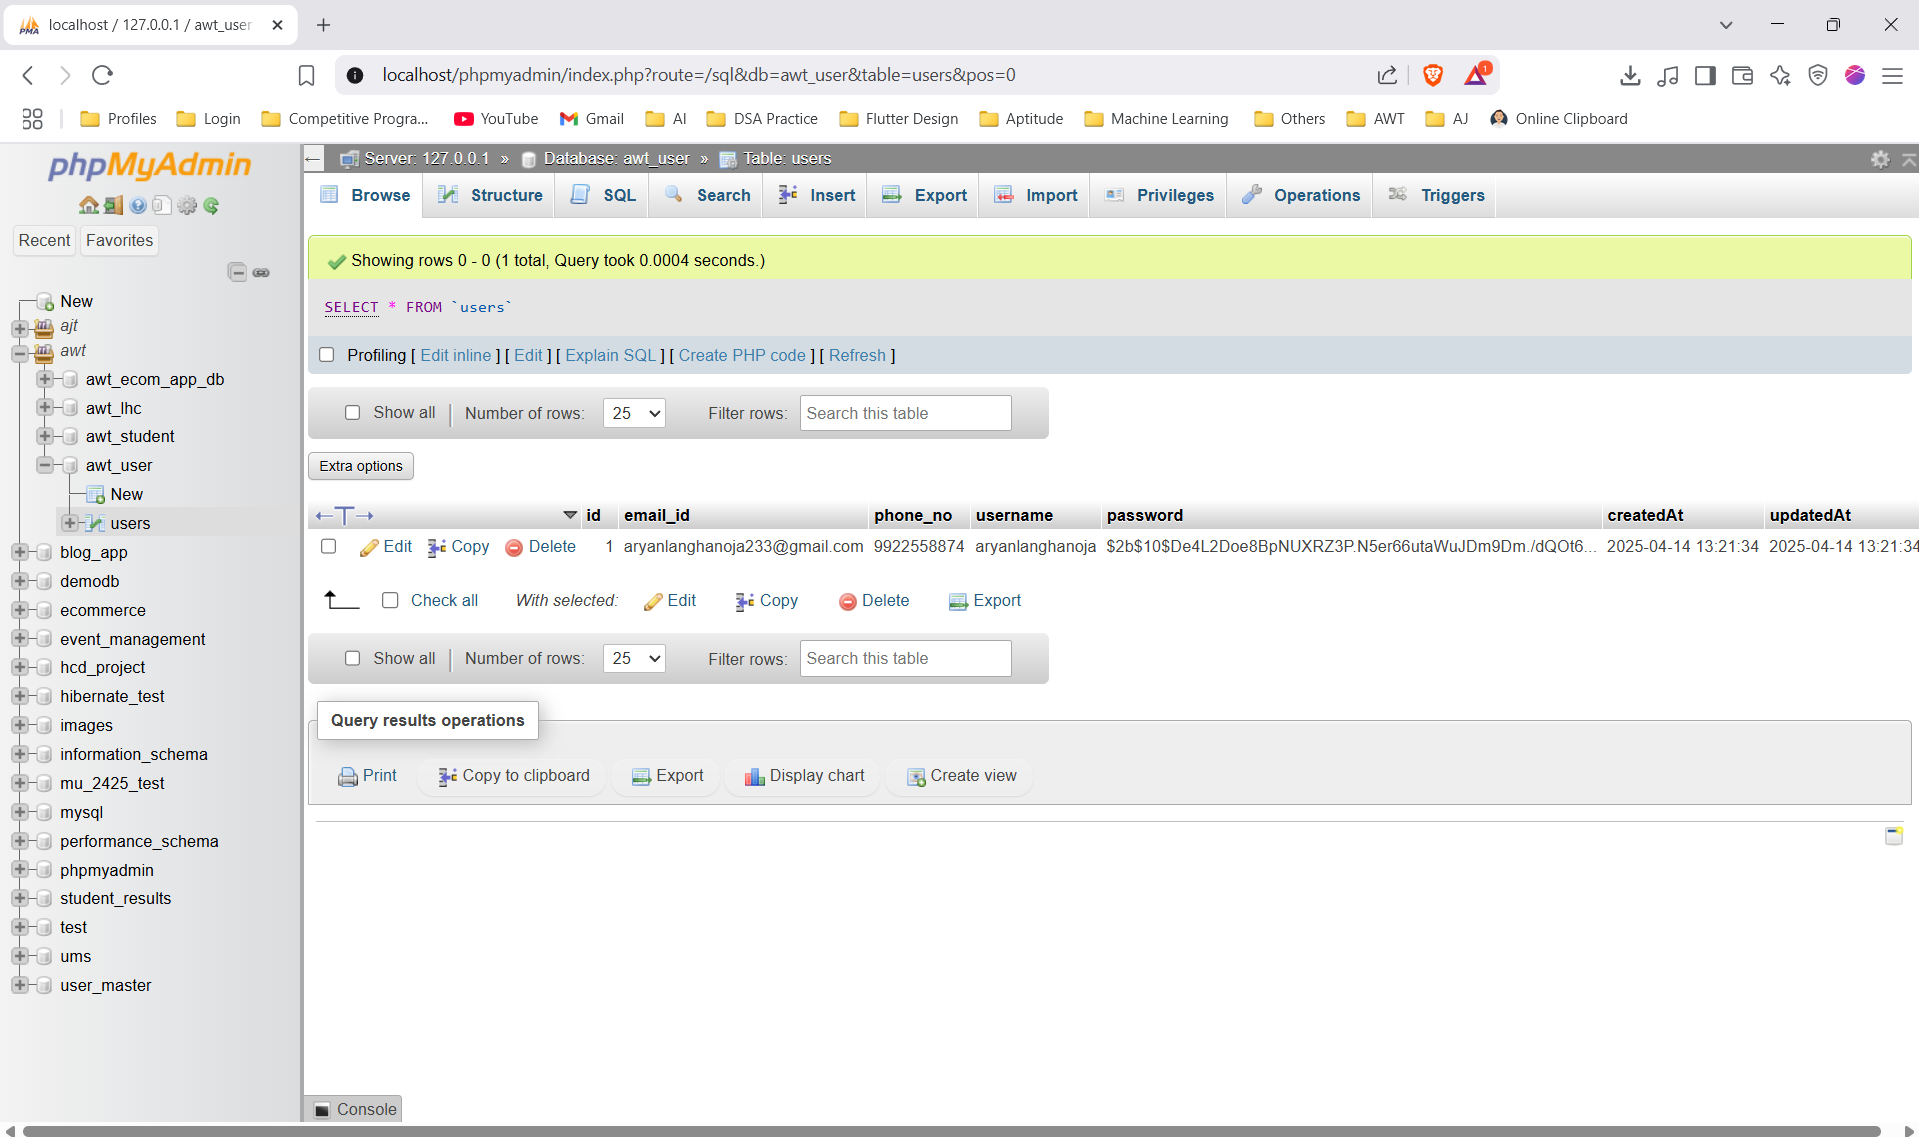 localhost / 127.0.0.1 / awt_user
localhost/phpmyadmin/index.php?route=/sql&db=awt_user&table=users&pos=0
1
Profiles Login Competitive Progra... YouTube Gmail AI DSA Practice Flutter Design Aptitude Machine Learning Others AWT AJ Online Clipboard
phpMyAdmin
Recent Favorites
New
ajt
awt
awt_ecom_app_db
awt_lhc
awt_student
awt_user
New
users
blog_app
demodb
ecommerce
event_management
hcd_project
hibernate_test
images
information_schema
mu_2425_test
mysql
performance_schema
phpmyadmin
student_results
test
ums
user_master
Server: 127.0.0.1 » Database: awt_user » Table: users
Browse Structure SQL Search Insert Export Import Privileges Operations Triggers
Showing rows 0 - 0 (1 total, Query took 0.0004 seconds.)
SELECT * FROM `users`
Profiling [ Edit inline ] [ Edit ] [ Explain SQL ] [ Create PHP code ] [ Refresh ]
Show all Number of rows: 25 Filter rows: Search this table
Extra options
←T→ id email_id phone_no username password createdAt updatedAt
Edit Copy Delete 1 aryanlanghanoja233@gmail.com 9922558874 aryanlanghanoja $2b$10$De4L2Doe8BpNUXRZ3P.N5er66utaWuJDm9Dm./dQOt6... 2025-04-14 13:21:34 2025-04-14 13:21:34
Check all With selected: Edit Copy Delete Export
Show all Number of rows: 25 Filter rows: Search this table
Query results operations
Print Copy to clipboard Export Display chart Create view
Console